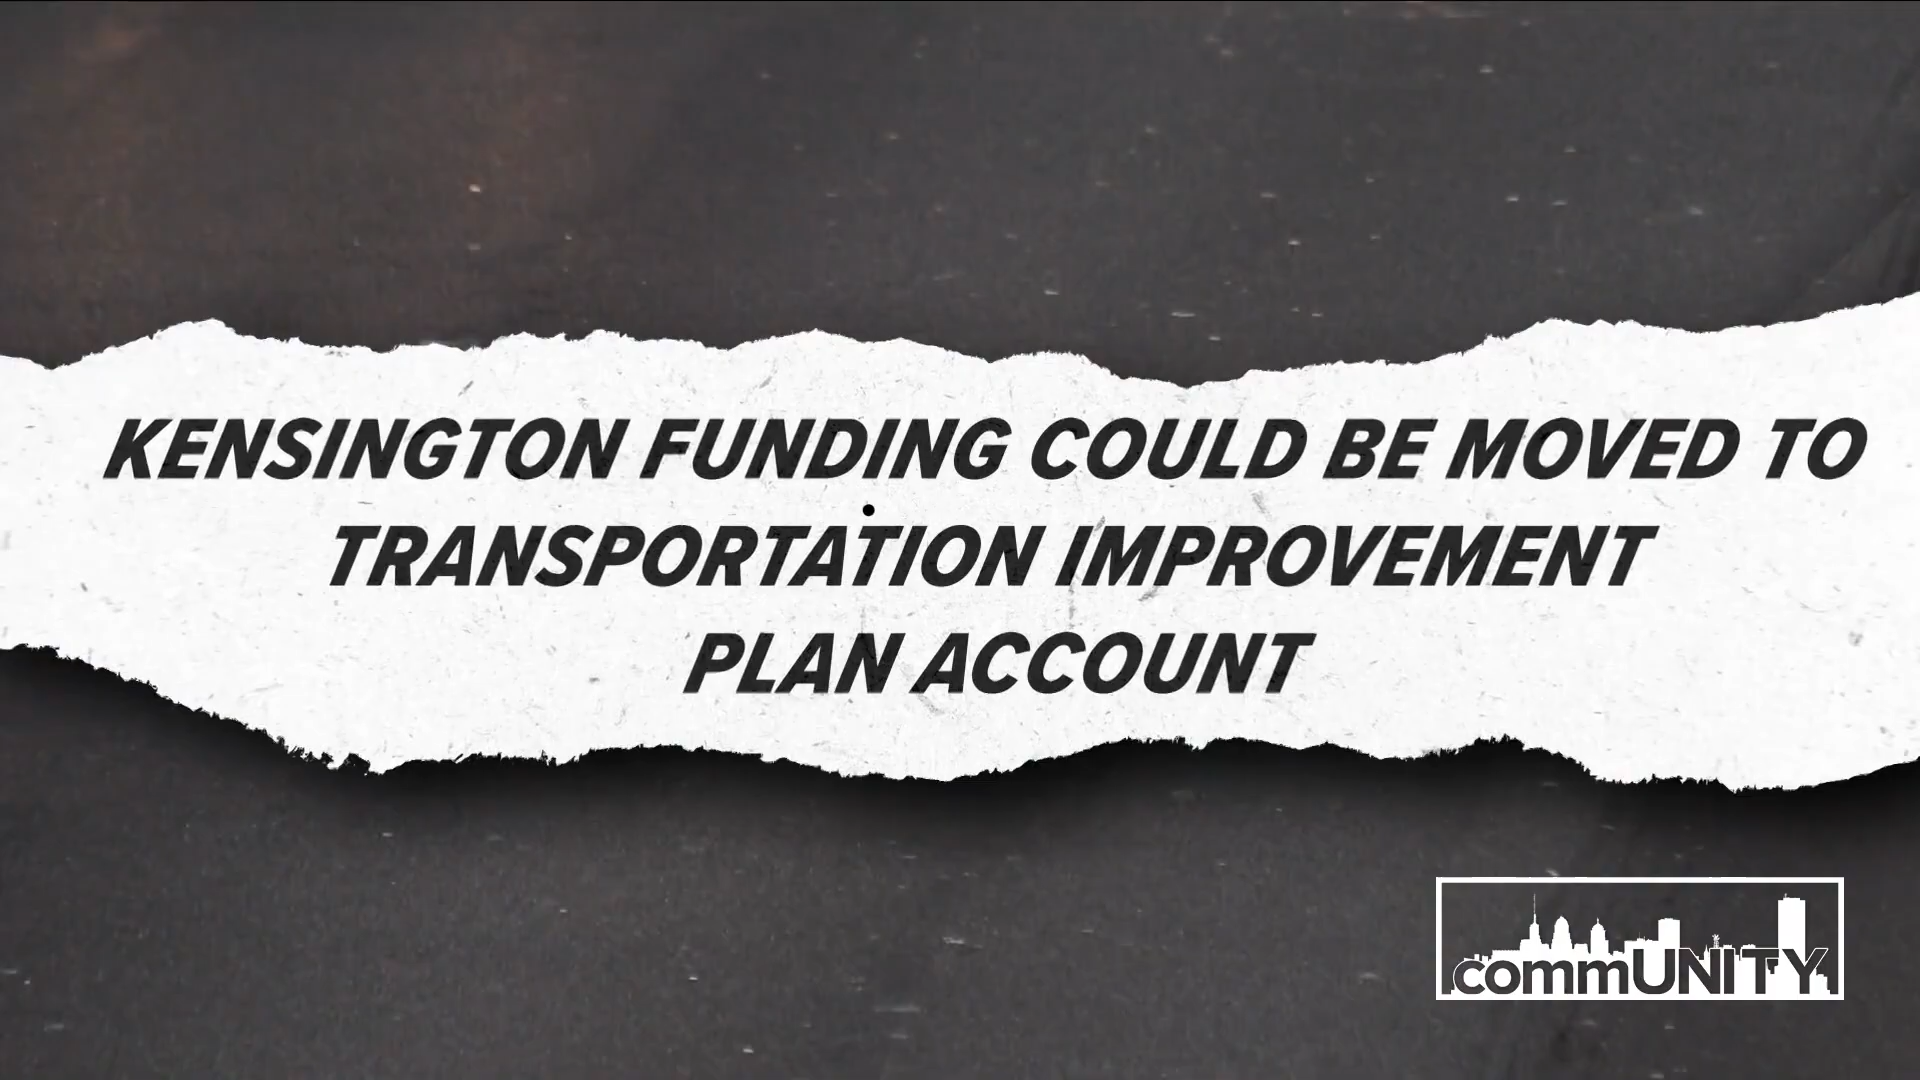 KENSINGTON FUNDING COULD BE MOVED TO
TRANSPORTATION IMPROVEMENT
PLAN ACCOUNT
commUNITY